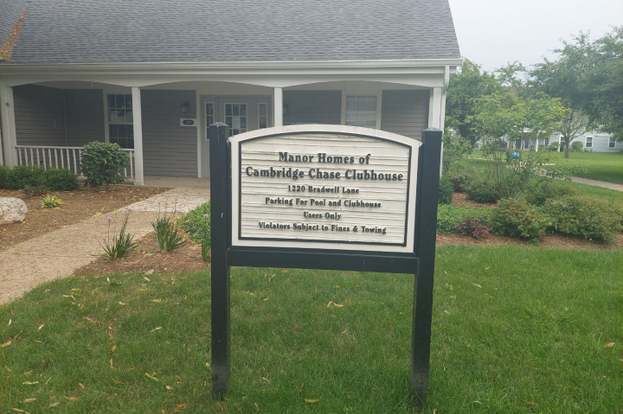 Manor Homes of
Cambridge Chase Clubhouse
1220 Bradwell Lane
Parking For Pool and Clubhouse
Users Only
Violators Subject to Fines & Towing